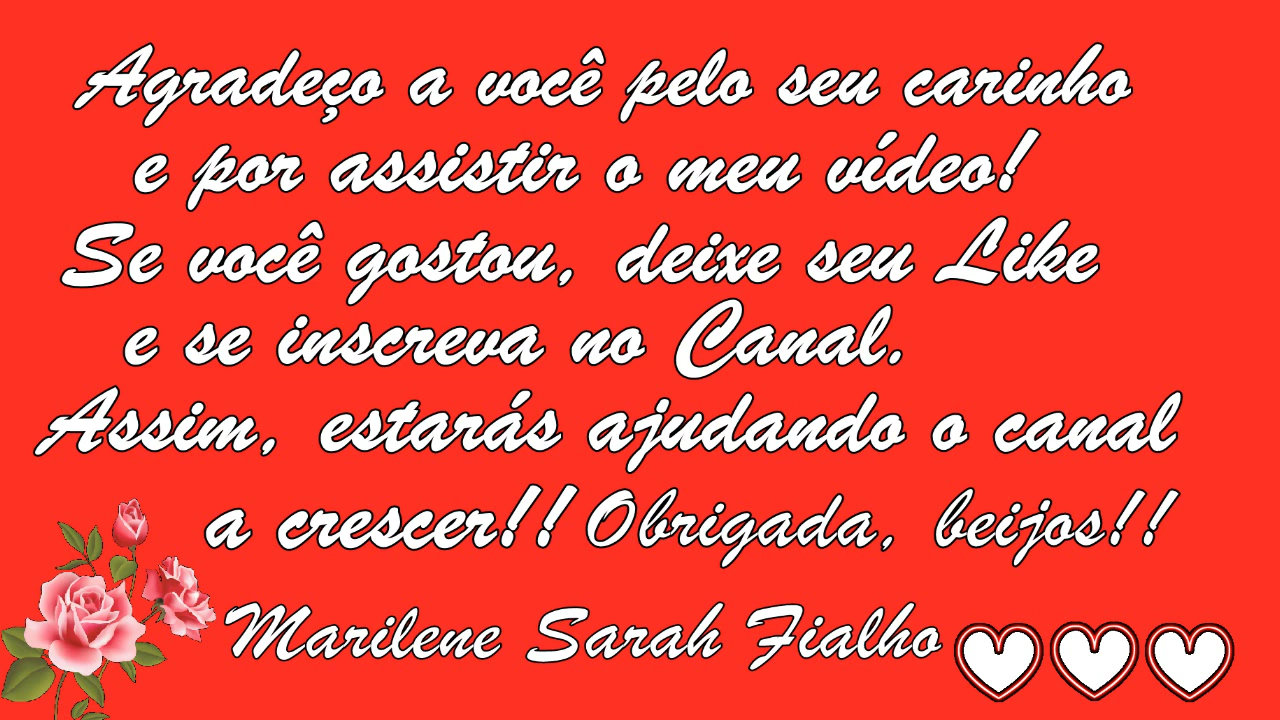 Agradeço a você pelo seu carinho
e por assistir o meu vídeo!
Se você gostou, deixe seu Like
e se inscreva no Canal.
Assim, estarás ajudando o canal
a crescer!! Obrigada, beijos!!
Marilene Sarah Fialho